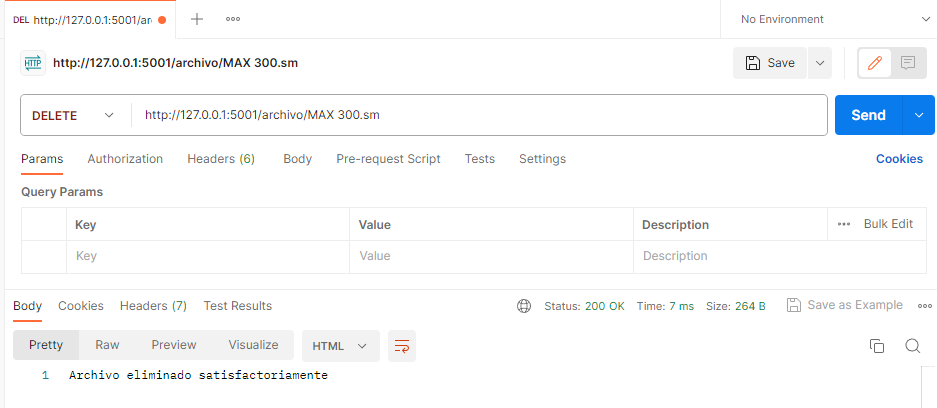 DEL http://127.0.0.1:5001/ar
No Environment
HTTP http://127.0.0.1:5001/archivo/MAX 300.sm
Save
DELETE http://127.0.0.1:5001/archivo/MAX 300.sm
Send
Params Authorization Headers (6) Body Pre-request Script Tests Settings Cookies
Query Params
Key Value Description Bulk Edit
Key Value Description
Body Cookies Headers (7) Test Results Status: 200 OK Time: 7 ms Size: 264 B Save as Example
Pretty Raw Preview Visualize HTML
1 Archivo eliminado satisfactoriamente